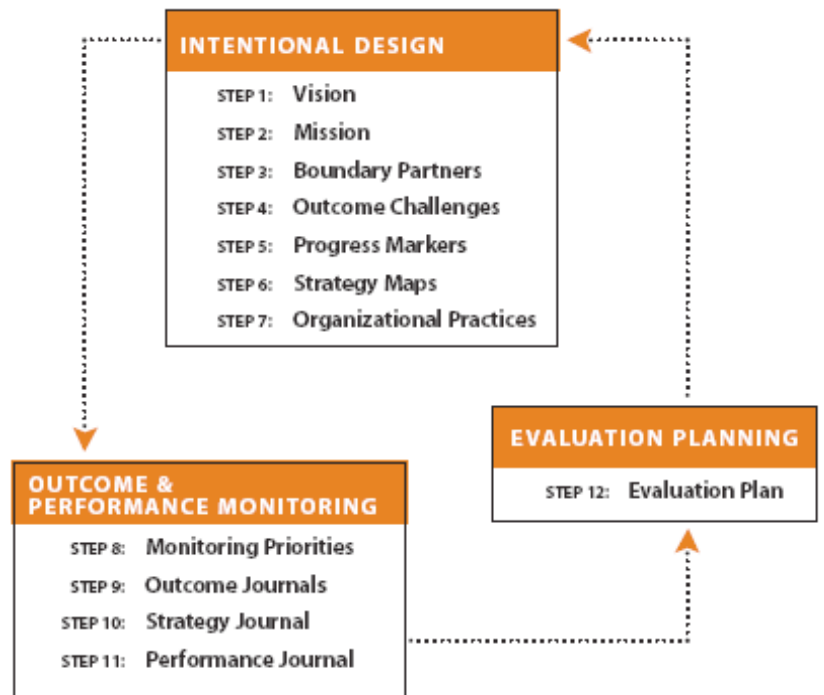 INTENTIONAL DESIGN
STEP 1: Vision
STEP 2: Mission
STEP 3: Boundary Partners
STEP 4: Outcome Challenges
STEP 5: Progress Markers
STEP 6: Strategy Maps
STEP 7: Organizational Practices
EVALUATION PLANNING
STEP 12: Evaluation Plan
OUTCOME &
PERFORMANCE MONITORING
STEP 8: Monitoring Priorities
STEP 9: Outcome Journals
STEP 10: Strategy Journal
STEP 11: Performance Journal